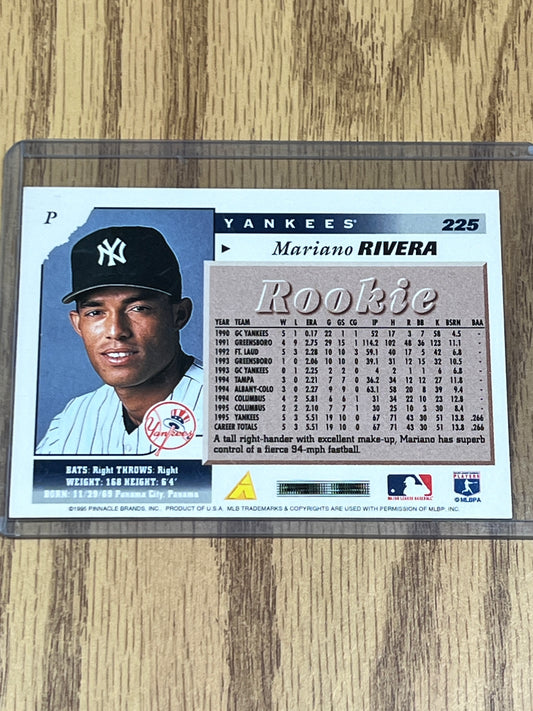 P
YANKEES® 225
Mariano RIVERA
NY
Rookie
YEAR TEAM W L ERA G GS CG IP H R BB K BSRN BAA
1990 GC YANKEES 5 1 0.17 22 1 1 52 17 3 7 58 4.5 -
1991 GREENSBORO 4 9 2.75 29 15 1 114.2 102 48 36 123 11.1 -
1992 FT. LAUD 5 3 2.28 10 10 3 59.1 40 17 5 42 6.8 -
1993 GREENSBORO 1 0 2.06 10 10 0 39.1 31 12 15 32 10.5 -
1993 GC YANKEES 0 1 2.25 2 2 0 4 2 1 1 6 6.8 -
1994 TAMPA 3 0 2.21 7 7 0 36.2 34 12 12 27 11.8 -
1994 ALBANY-COLO 3 0 2.27 9 9 0 63.1 58 20 8 39 9.4 -
1994 COLUMBUS 4 2 5.81 6 6 1 31 34 22 10 23 13.4 -
1995 COLUMBUS 2 2 2.10 7 7 1 30 25 10 3 30 8.4 -
1995 YANKEES 5 3 5.51 19 10 0 67 71 43 30 51 13.8 .266
CAREER TOTALS 5 3 5.51 19 10 0 67 71 43 30 51 13.8 .266
A tall right-hander with excellent make-up, Mariano has superb
control of a fierce 94-mph fastball.
Yankees
BATS: Right THROWS: Right
WEIGHT: 168 HEIGHT: 6'4"
BORN: 11/29/69 Panama City, Panama
MAJOR LEAGUE BASEBALL
PLAYERS
©MLBPA
©1995 PINNACLE BRANDS, INC. PRODUCT OF U.S.A. MLB TRADEMARKS & COPYRIGHTS ARE USED WITH PERMISSION OF MLBP, INC.